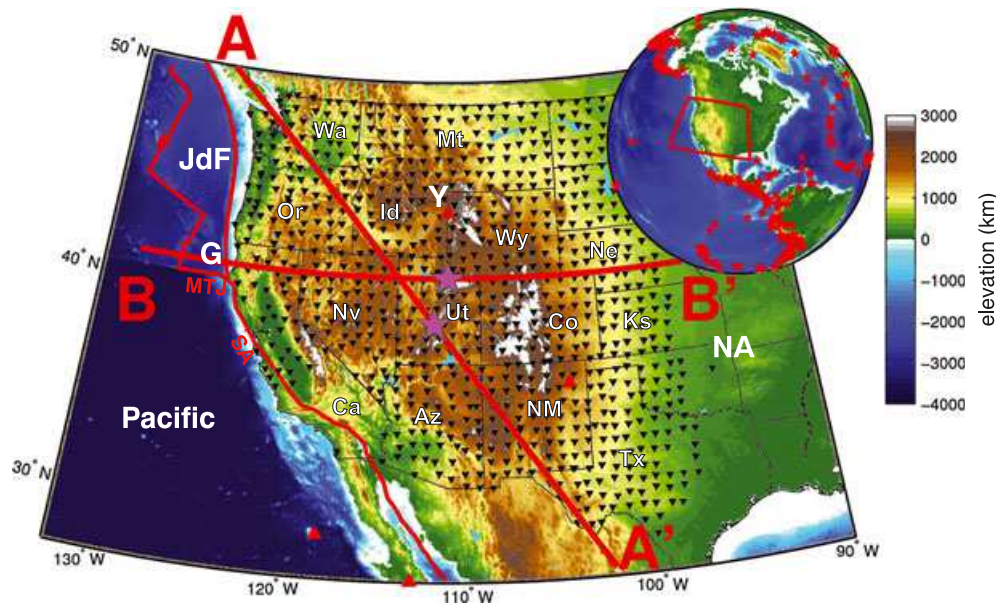 50° N
A
3000
2000
1000
0
−1000
−2000
−3000
−4000
elevation (km)
Wa
Mt
JdF
Y
Or
Id
Wy
Ne
G
40° N
MTJ
B
B'
Nv
Ut
Co
Ks
SA
NA
Ca
Az
NM
Pacific
Tx
30° N
A'
130° W
120° W
110° W
100° W
90° W